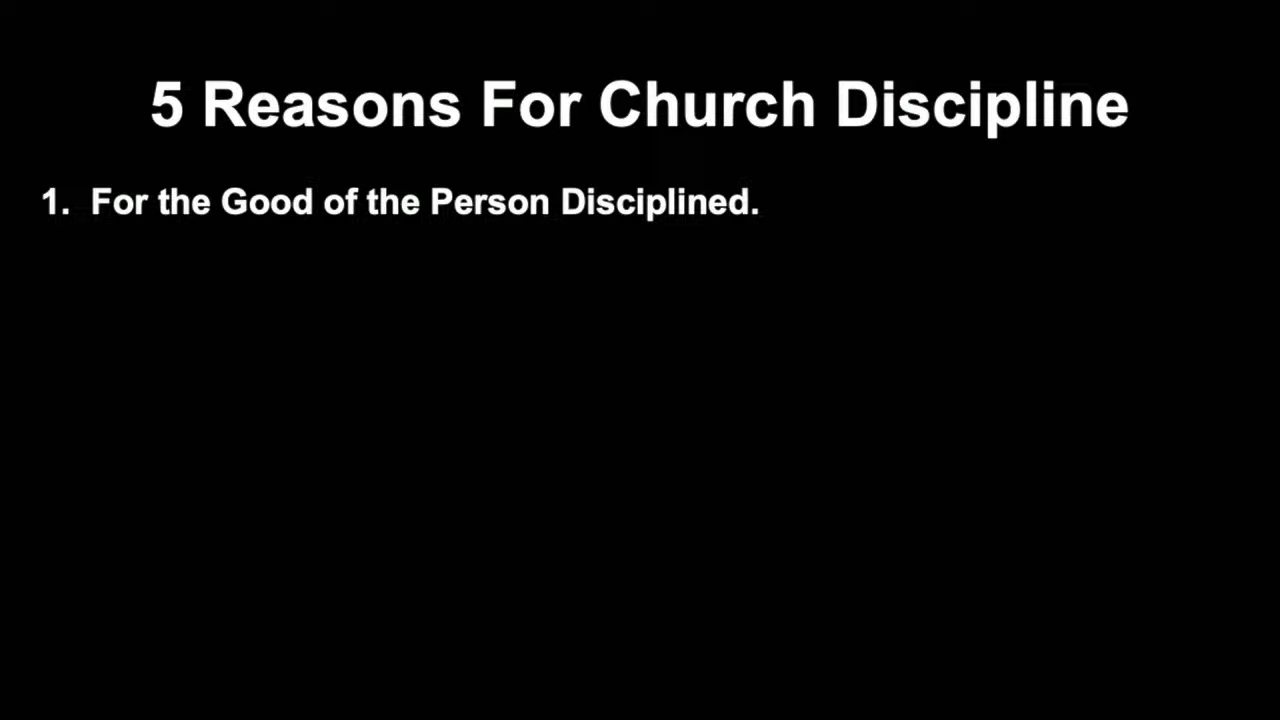 5 Reasons For Church Discipline
1. For the Good of the Person Disciplined.